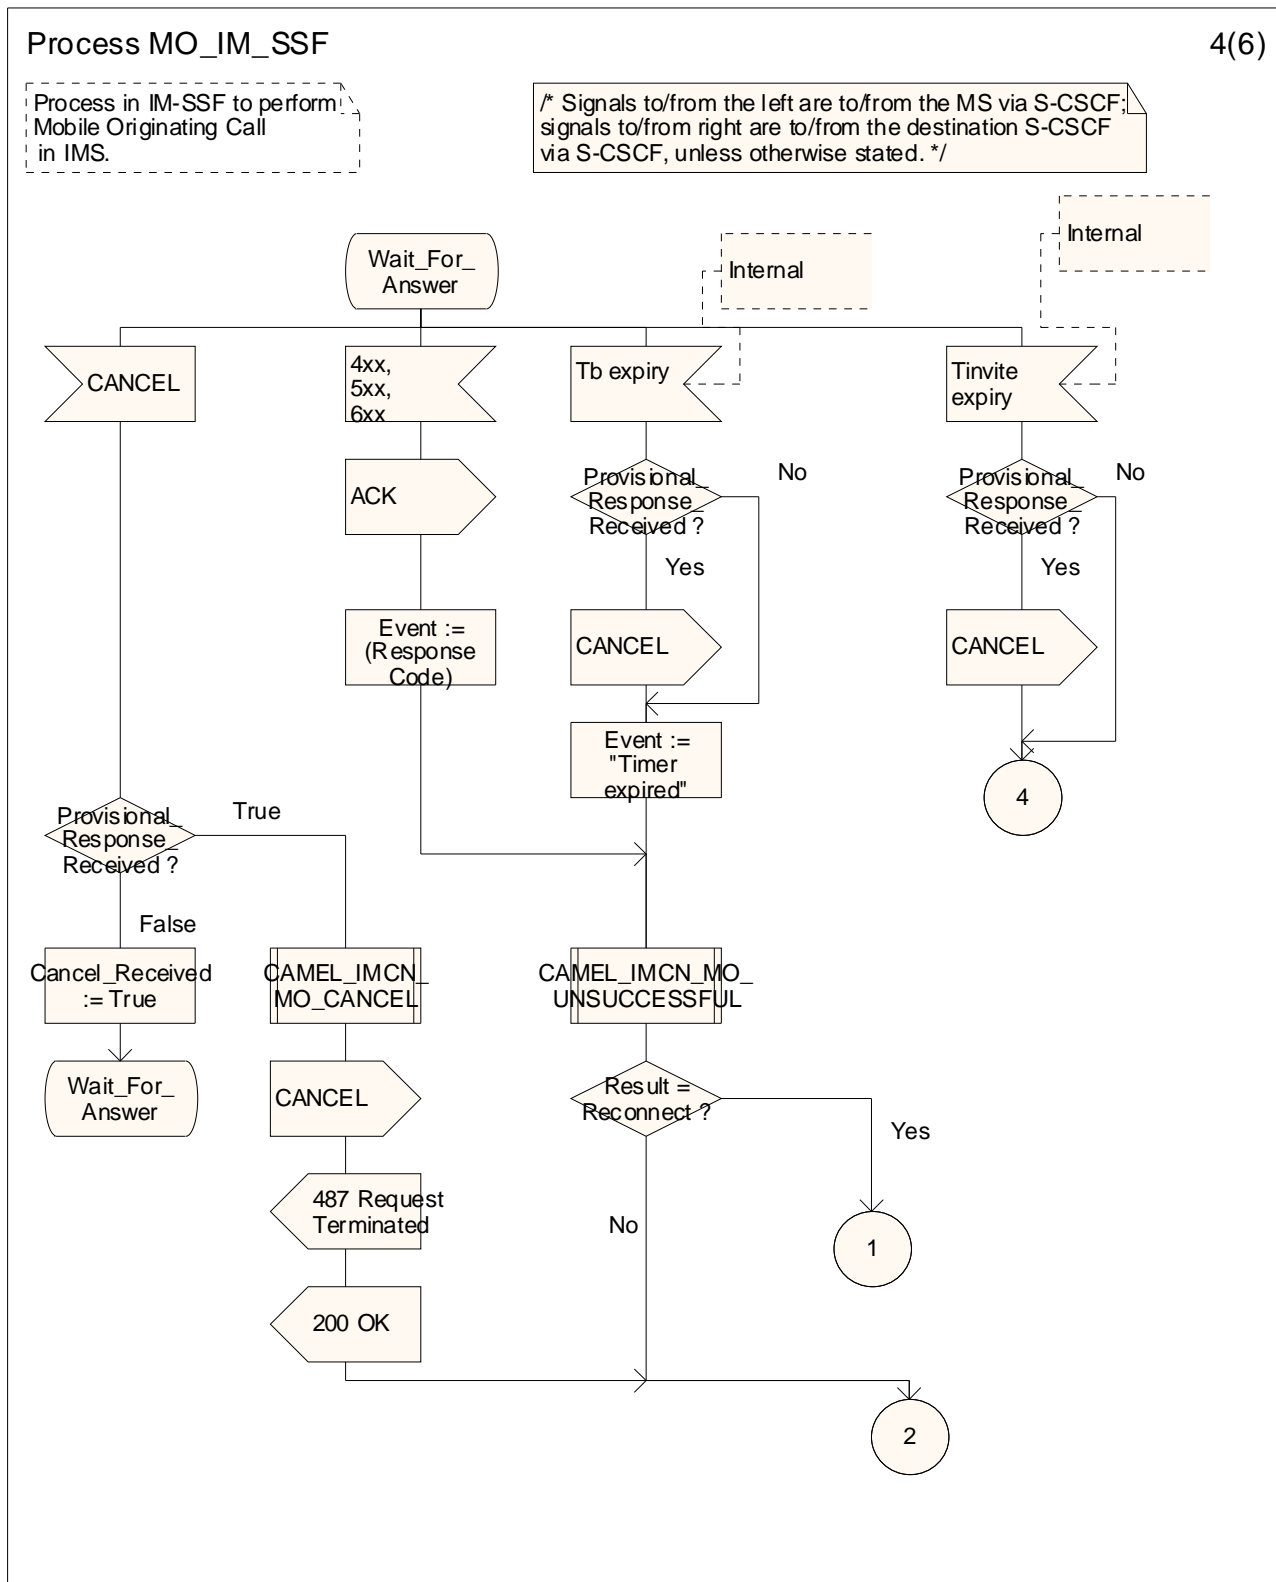 Process MO_IM_SSF
4(6)
Process in IM-SSF to perform
Mobile Originating Call
in IMS.
/* Signals to/from the left are to/from the MS via S-CSCF;
signals to/from right are to/from the destination S-CSCF
via S-CSCF, unless otherwise stated. */
Internal
Internal
Wait_For_
Answer
CANCEL
4xx,
5xx,
6xx
Tb expiry
Tinvite
expiry
ACK
Provisional_
Response_
Received ?
No
Yes
Provisional_
Response_
Received ?
No
Yes
Event :=
(Response
Code)
CANCEL
CANCEL
Event :=
"Timer
expired"
4
Provisional_
Response_
Received ?
True
False
Cancel_Received
:= True
CAMEL_IMCN_
MO_CANCEL
CAMEL_IMCN_MO_
UNSUCCESSFUL
Wait_For_
Answer
CANCEL
Result =
Reconnect ?
Yes
487 Request
Terminated
No
1
200 OK
2